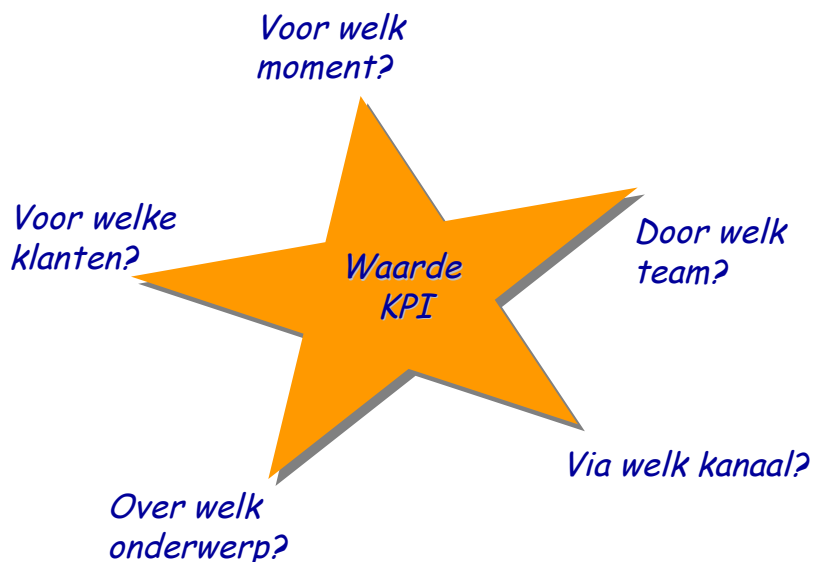 Voor welk
moment?
Voor welke
klanten?
Door welk
team?
Waarde
KPI
Via welk kanaal?
Over welk
onderwerp?